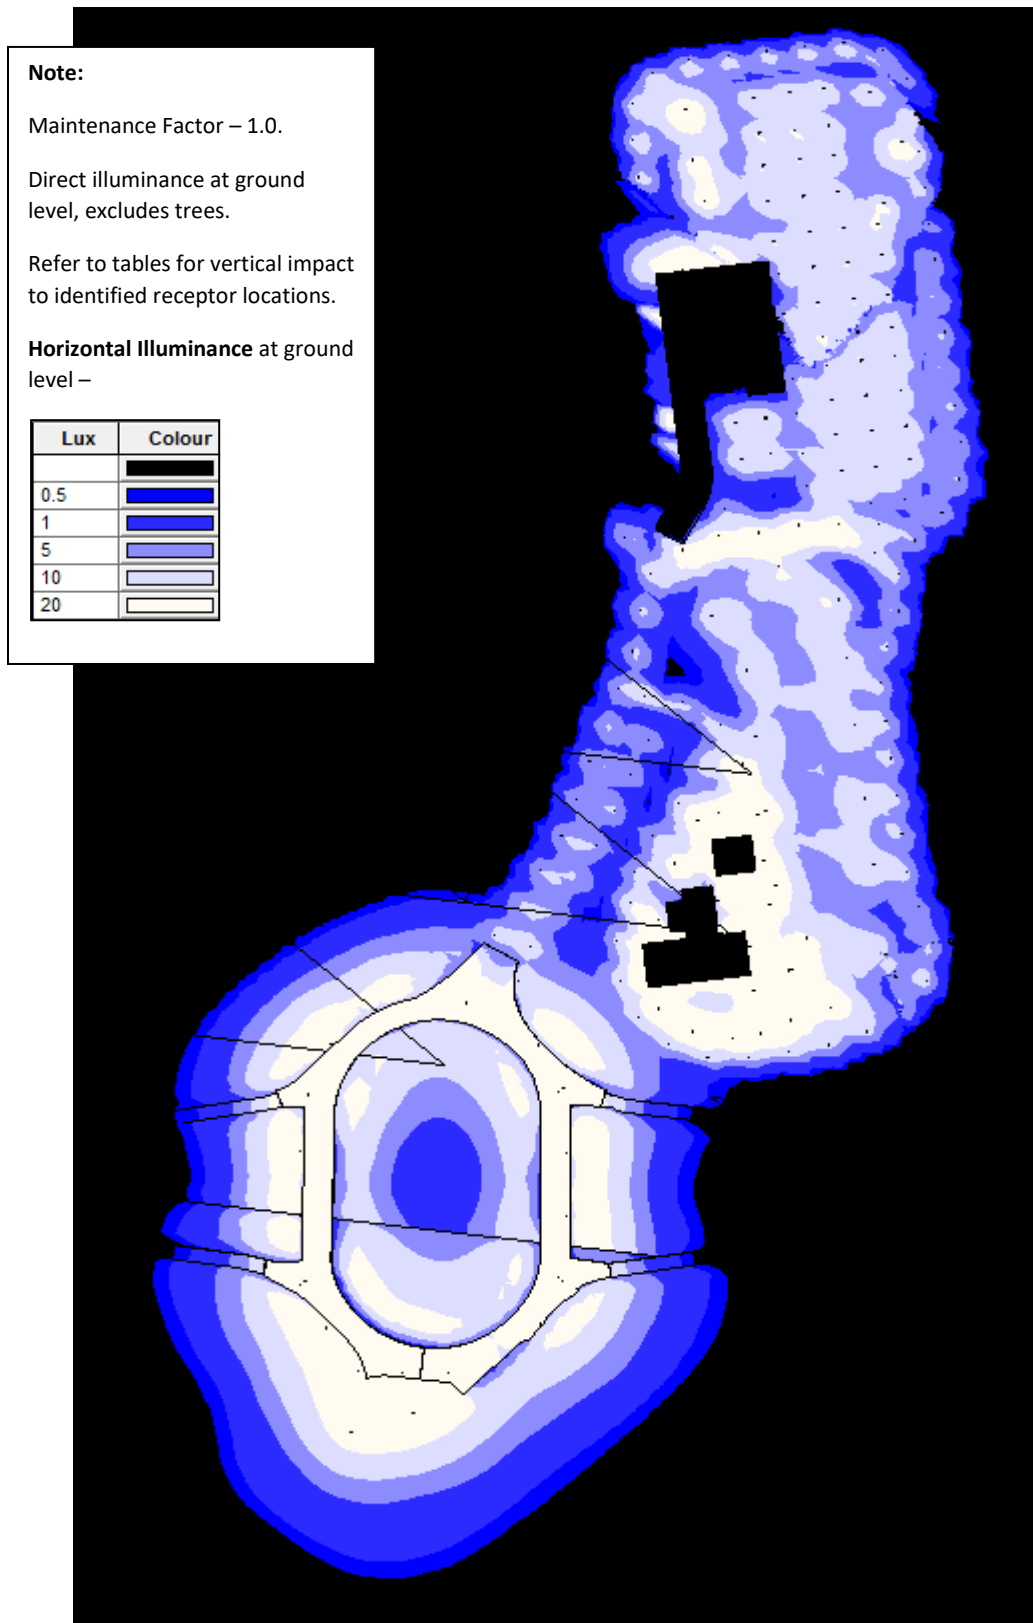 Note:
Maintenance Factor – 1.0.
Direct illuminance at ground
level, excludes trees.
Refer to tables for vertical impact
to identified receptor locations.
Horizontal Illuminance at ground
level –
Lux Colour
0.5
1
5
10
20